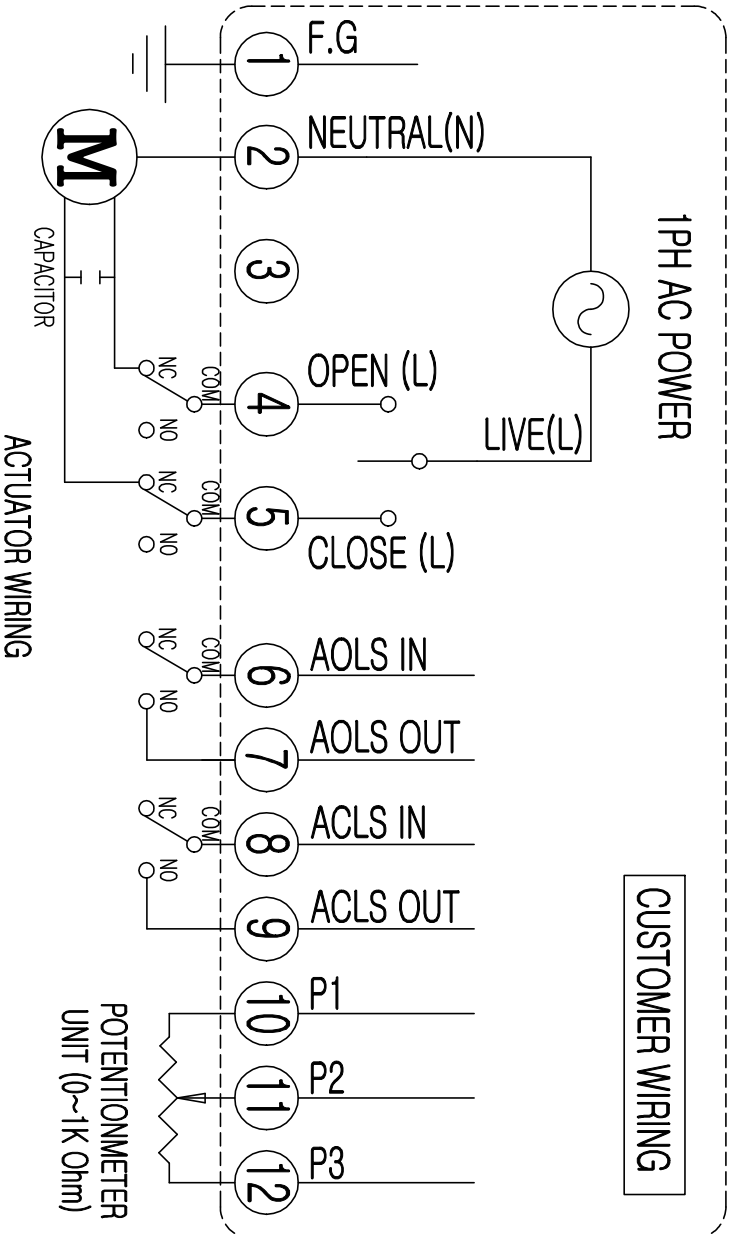 F.G
1
NEUTRAL(N)
2
M
1PH AC POWER
3
CAPACITOR
OPEN (L)
4
COM
NC
NO
LIVE(L)
CLOSE (L)
5
COM
NC
NO
ACTUATOR WIRING
AOLS IN
6
COM
NC
NO
AOLS OUT
7
ACLS IN
8
COM
NC
NO
ACLS OUT
9
CUSTOMER WIRING
P1
10
P2
11
P3
12
POTENTIONMETER
UNIT (0~1K Ohm)